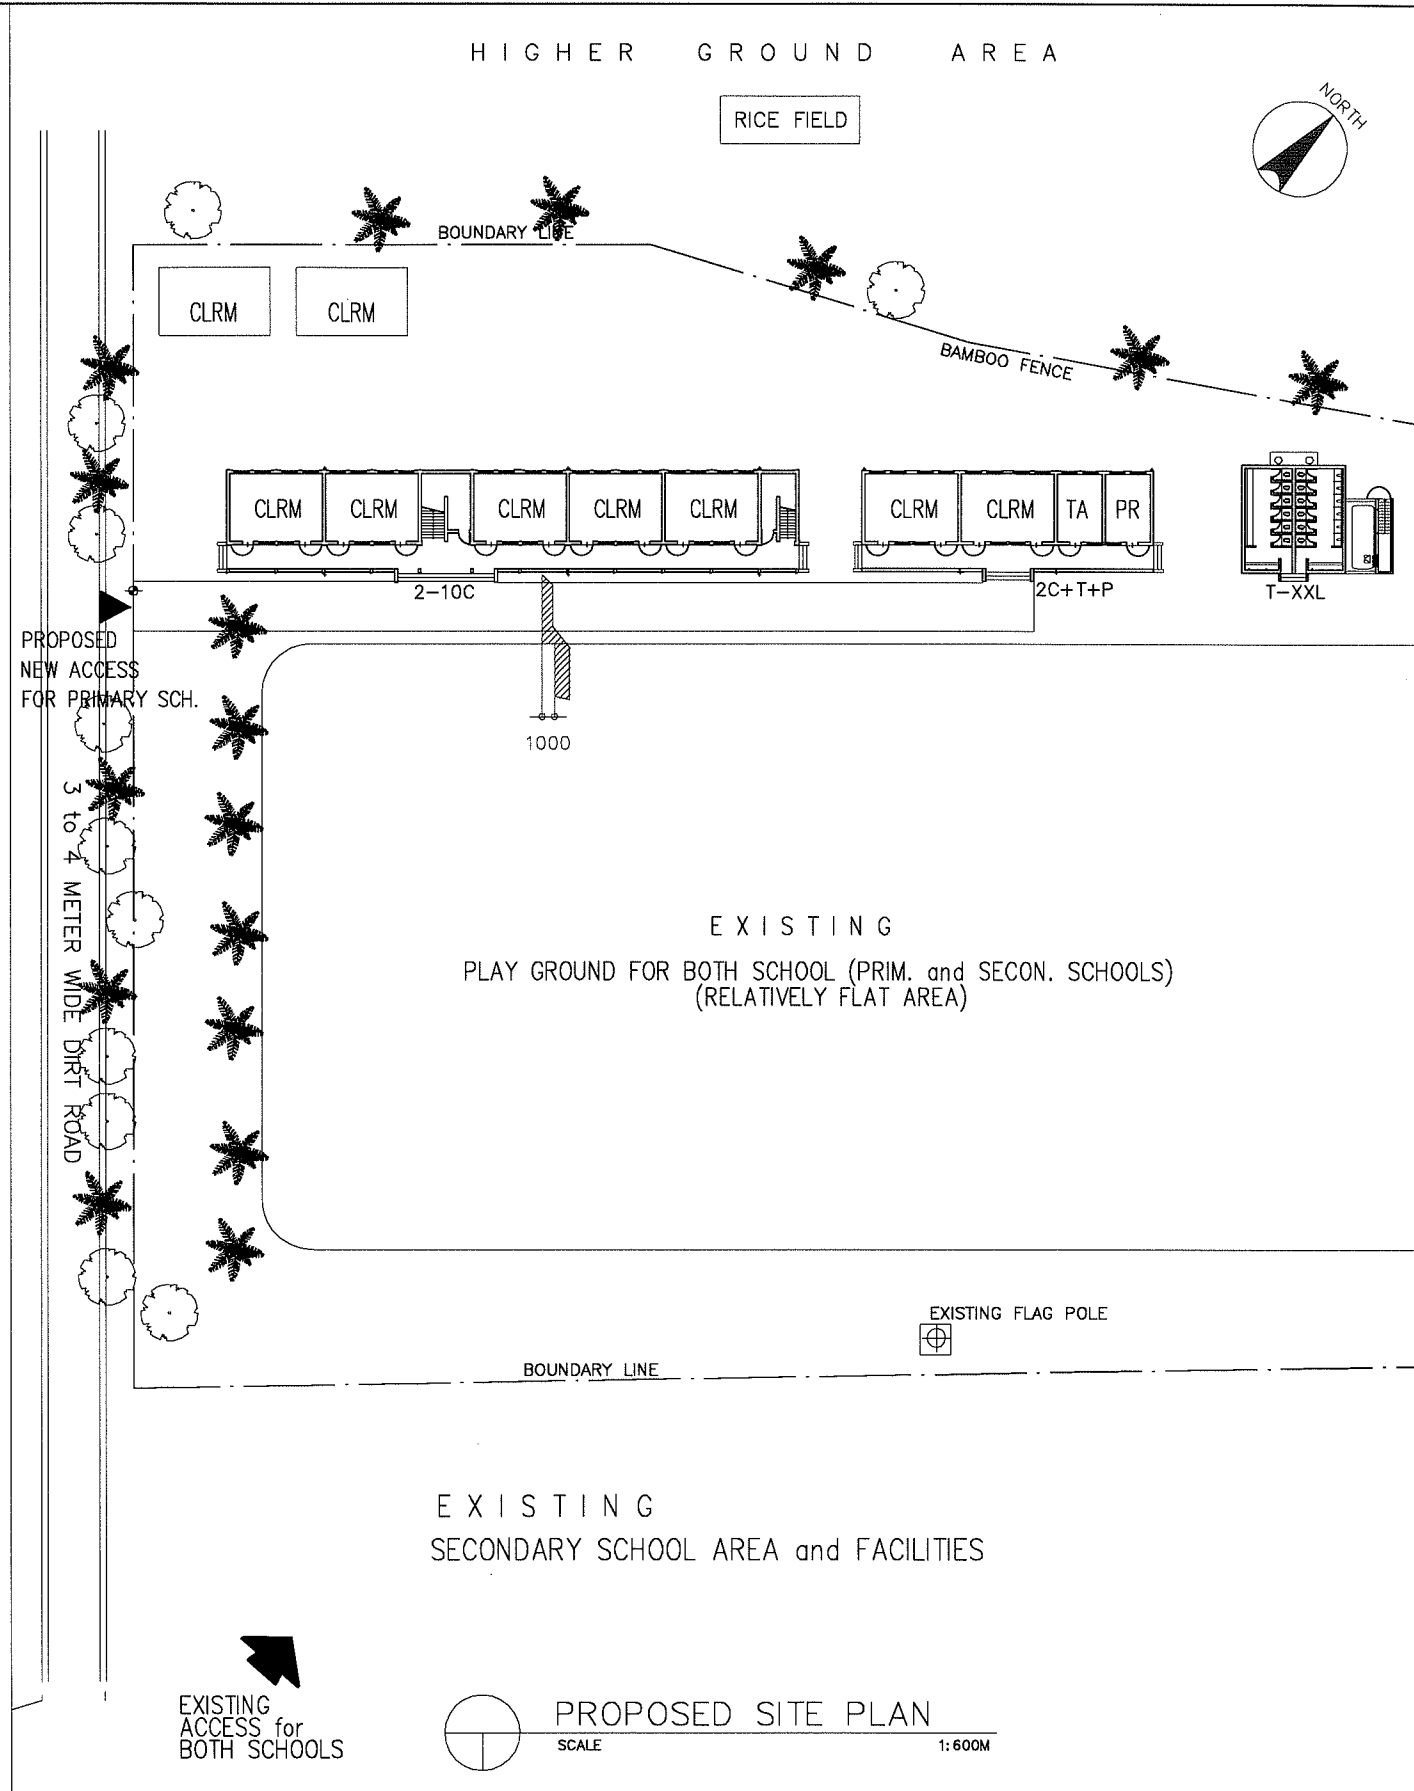 HIGHER GROUND AREA
RICE FIELD
NORTH
BOUNDARY LINE
CLRM
CLRM
BAMBOO FENCE
CLRM
CLRM
CLRM
CLRM
CLRM
CLRM
CLRM
TA
PR
2-10C
2C+T+P
T-XXL
PROPOSED
NEW ACCESS
FOR PRIMARY SCH.
1000
3 to 4 METER WIDE DIRT ROAD
EXISTING
PLAY GROUND FOR BOTH SCHOOL (PRIM. and SECON. SCHOOLS)
(RELATIVELY FLAT AREA)
EXISTING FLAG POLE
BOUNDARY LINE
EXISTING
SECONDARY SCHOOL AREA and FACILITIES
EXISTING
ACCESS for
BOTH SCHOOLS
PROPOSED SITE PLAN
SCALE 1:600M